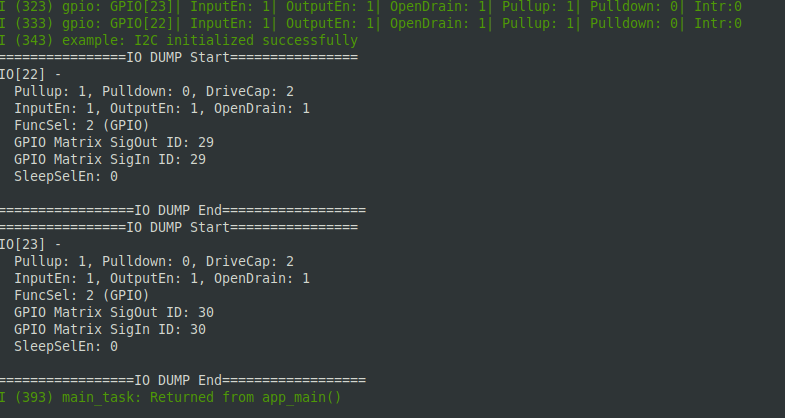 I (323) gpio: GPIO[23]| InputEn: 1| OutputEn: 1| OpenDrain: 1| Pullup: 1| Pulldown: 0| Intr:0
I (333) gpio: GPIO[22]| InputEn: 1| OutputEn: 1| OpenDrain: 1| Pullup: 1| Pulldown: 0| Intr:0
I (343) example: I2C initialized successfully
================IO DUMP Start================
IO[22] -
  Pullup: 1, Pulldown: 0, DriveCap: 2
  InputEn: 1, OutputEn: 1, OpenDrain: 1
  FuncSel: 2 (GPIO)
  GPIO Matrix SigOut ID: 29
  GPIO Matrix SigIn ID: 29
  SleepSelEn: 0
=================IO DUMP End==================
================IO DUMP Start================
IO[23] -
  Pullup: 1, Pulldown: 0, DriveCap: 2
  InputEn: 1, OutputEn: 1, OpenDrain: 1
  FuncSel: 2 (GPIO)
  GPIO Matrix SigOut ID: 30
  GPIO Matrix SigIn ID: 30
  SleepSelEn: 0
=================IO DUMP End==================
I (393) main_task: Returned from app_main()